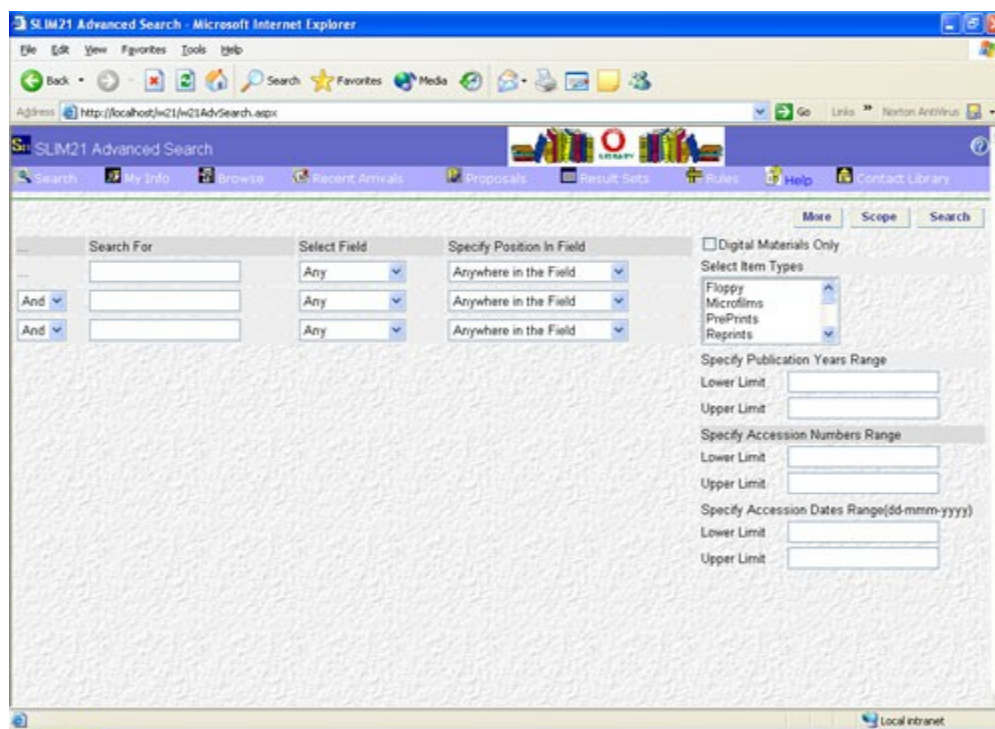 SLIM21 Advanced Search - Microsoft Internet Explorer
File Edit View Favorites Tools Help
Back Search Favorites Media
Address http://localhost/w21/w21AdvSearch.aspx Go Links Norton AntiVirus
SLIM21 Advanced Search LIBRARY
Search My Info Browse Recent Arrivals Proposals Result Sets Rules Help Contact Library
More Scope Search
... Search For Select Field Specify Position In Field Digital Materials Only
... Any Anywhere in the Field Select Item Types
And Any Anywhere in the Field
And Any Anywhere in the Field
Floppy
Microfilms
PrePrints
Reprints
Specify Publication Years Range
Lower Limit
Upper Limit
Specify Accession Numbers Range
Lower Limit
Upper Limit
Specify Accession Dates Range(dd-mmm-yyyy)
Lower Limit
Upper Limit
Local intranet